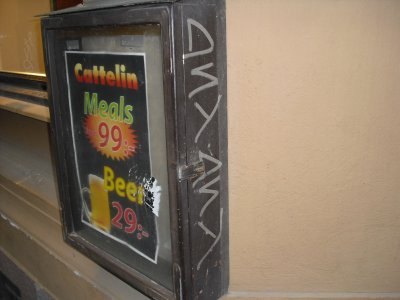 Cattelin
Meals
99:-
Beer
29:-